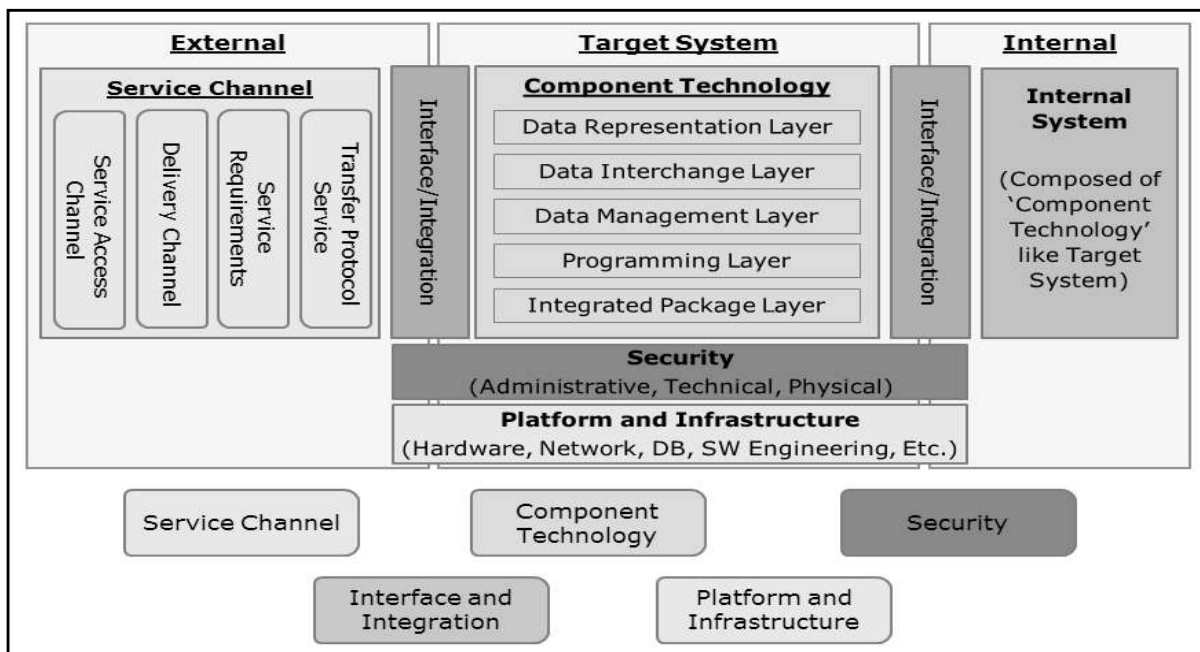 External
Service Channel
Service Access
Channel
Delivery Channel
Service
Requirements
Transfer Protocol
Service
Interface/Integration
Target System
Component Technology
Data Representation Layer
Data Interchange Layer
Data Management Layer
Programming Layer
Integrated Package Layer
Interface/Integration
Internal
Internal
System
(Composed of
‘Component
Technology’
like Target
System)
Security
(Administrative, Technical, Physical)
Platform and Infrastructure
(Hardware, Network, DB, SW Engineering, Etc.)
Service Channel
Component
Technology
Security
Interface and
Integration
Platform and
Infrastructure